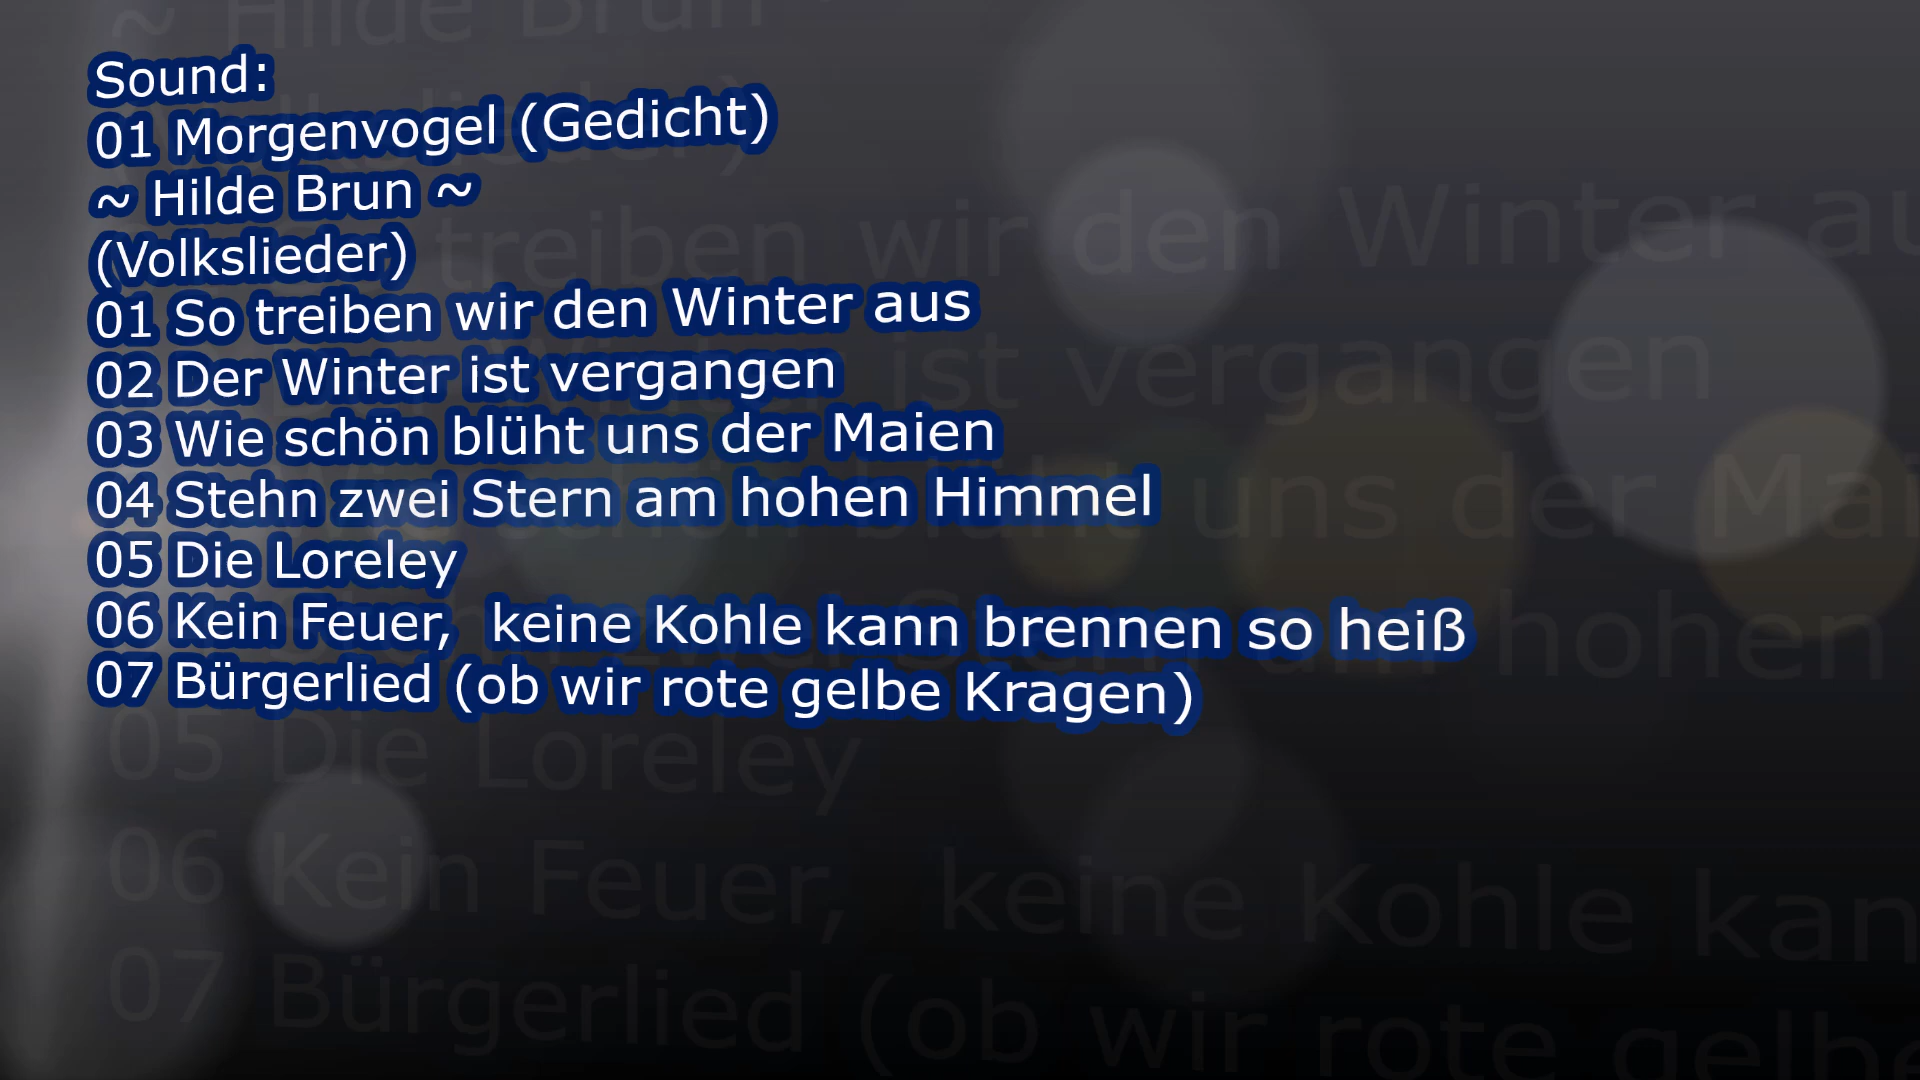 Sound:
01 Morgenvogel (Gedicht)
~ Hilde Brun ~
(Volkslieder)
01 So treiben wir den Winter aus
02 Der Winter ist vergangen
03 Wie schön blüht uns der Maien
04 Stehn zwei Stern am hohen Himmel
05 Die Loreley
06 Kein Feuer,  keine Kohle kann brennen so heiß
07 Bürgerlied (ob wir rote gelbe Kragen)